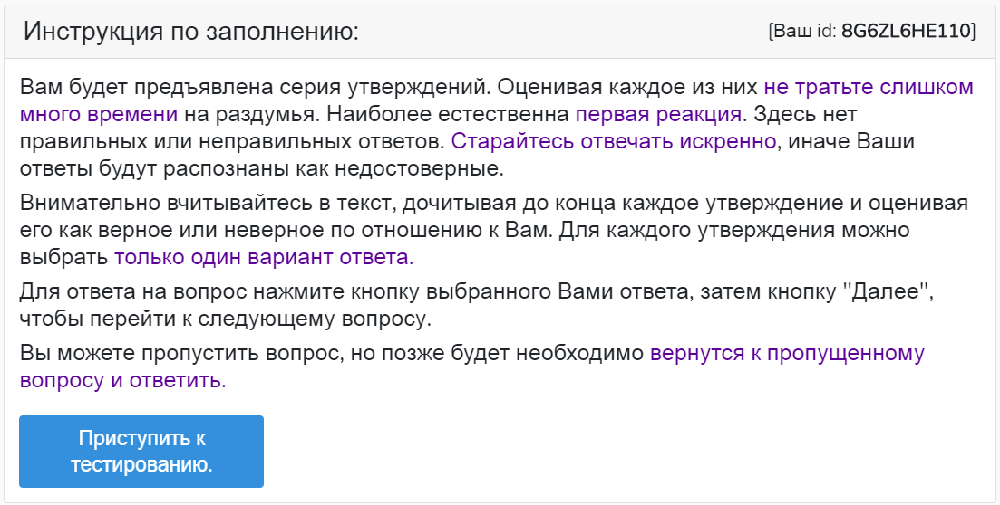 Инструкция по заполнению:
[Ваш id: 8G6ZL6HE110]
Вам будет предъявлена серия утверждений. Оценивая каждое из них не тратьте слишком
много времени на раздумья. Наиболее естественна первая реакция. Здесь нет
правильных или неправильных ответов. Старайтесь отвечать искренно, иначе Ваши
ответы будут распознаны как недостоверные.
Внимательно вчитывайтесь в текст, дочитывая до конца каждое утверждение и оценивая
его как верное или неверное по отношению к Вам. Для каждого утверждения можно
выбрать только один вариант ответа.
Для ответа на вопрос нажмите кнопку выбранного Вами ответа, затем кнопку "Далее",
чтобы перейти к следующему вопросу.
Вы можете пропустить вопрос, но позже будет необходимо вернутся к пропущенному
вопросу и ответить.
Приступить к
тестированию.